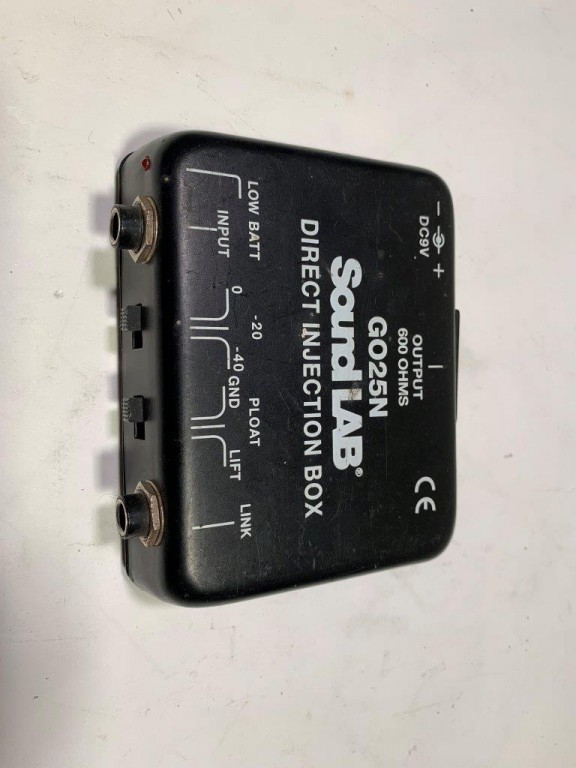 − +
DC9V
OUTPUT
600 OHMS
CE
GO25N
Sound LAB®
DIRECT INJECTION BOX
LOW BATT
INPUT
0
-20
-40
GND
PLOAT
LIFT
LINK